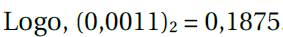 Logo, (0,0011)₂ = 0,1875.